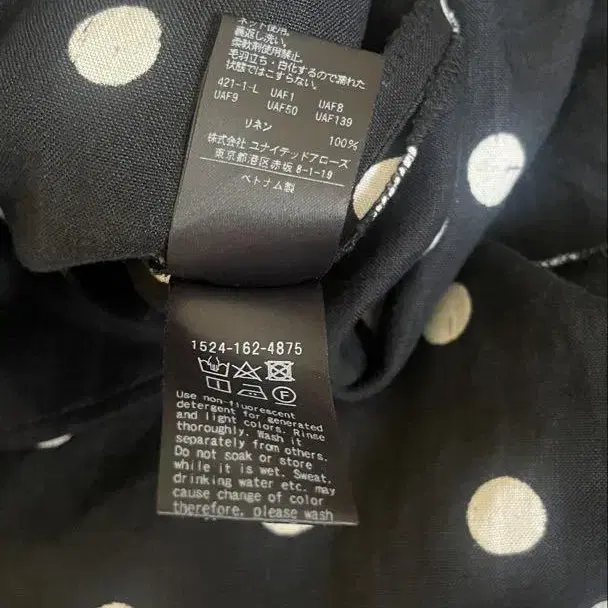 ネット使用。
裏返し洗い。
柔軟剤使用禁止。
毛羽立ち・白化するので濡れた
状態ではこすらない。
421-1-L UAF1 UAF8
UAF9 UAF50 UAF139
リネン 100%
株式会社 ユナイテッドアローズ
東京都港区赤坂 8-1-19
ベトナム製
1524-162-4875
Use non-fluorescent
detergent for generated
and light colors. Rinse
thoroughly. Wash it
separately from others.
Do not soak or store
while it is wet. Sweat,
drinking water etc. may
cause change of color
therefore, please wash